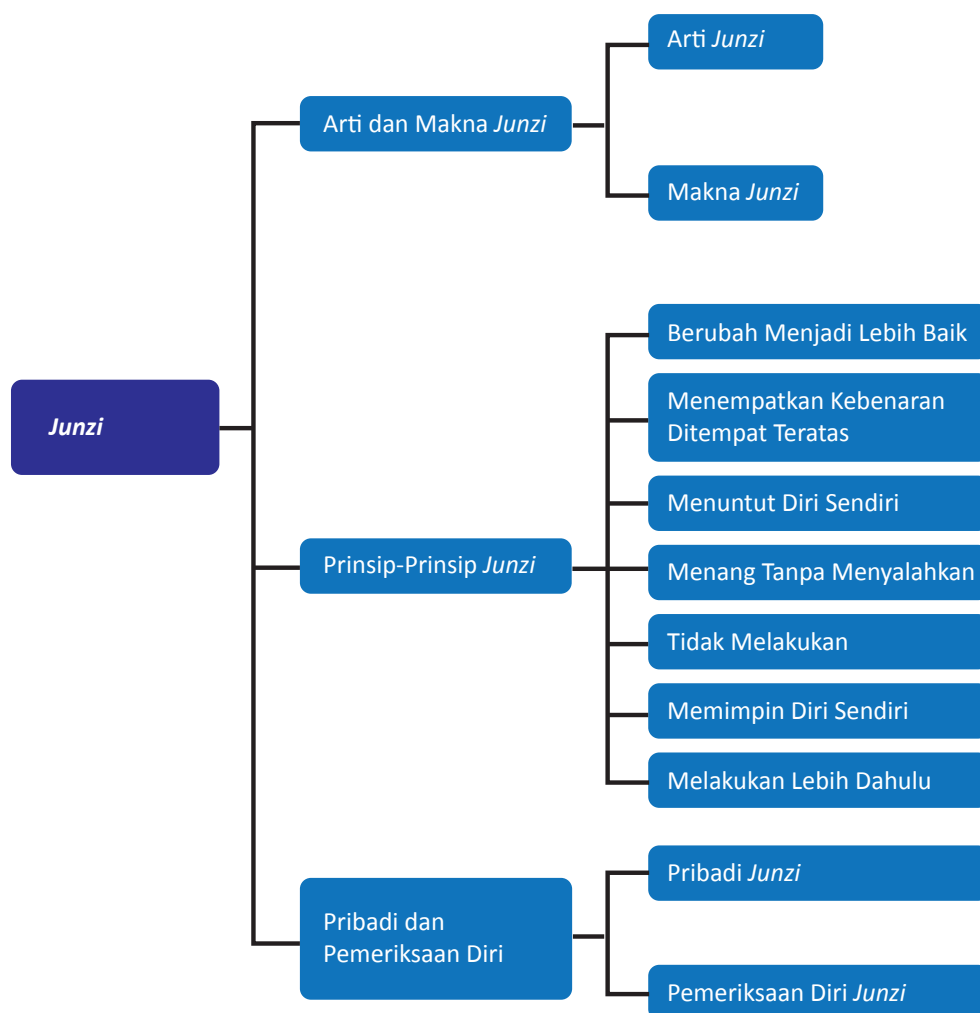 Junzi
Arti dan Makna Junzi
Arti Junzi
Makna Junzi
Prinsip-Prinsip Junzi
Berubah Menjadi Lebih Baik
Menempatkan Kebenaran
Ditempat Teratas
Menuntut Diri Sendiri
Menang Tanpa Menyalahkan
Tidak Melakukan
Memimpin Diri Sendiri
Melakukan Lebih Dahulu
Pribadi dan
Pemeriksaan Diri
Pribadi Junzi
Pemeriksaan Diri Junzi